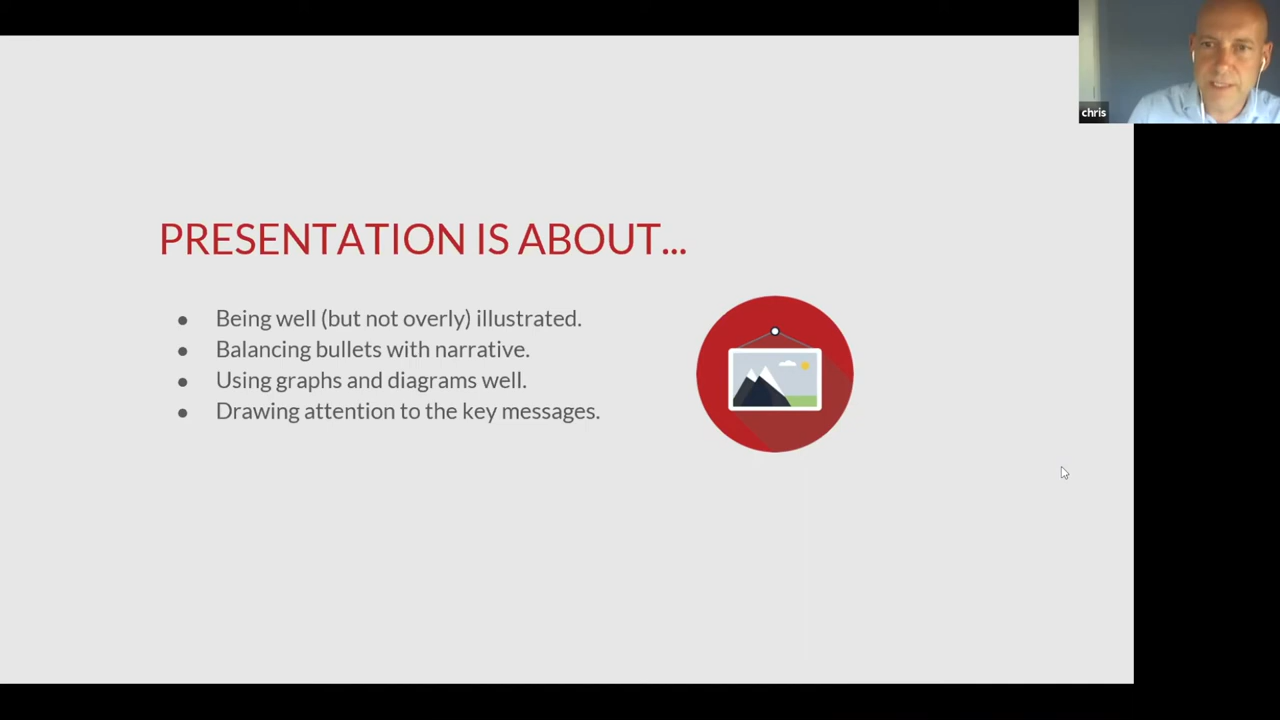 chris
PRESENTATION IS ABOUT...
● Being well (but not overly) illustrated.
● Balancing bullets with narrative.
● Using graphs and diagrams well.
● Drawing attention to the key messages.